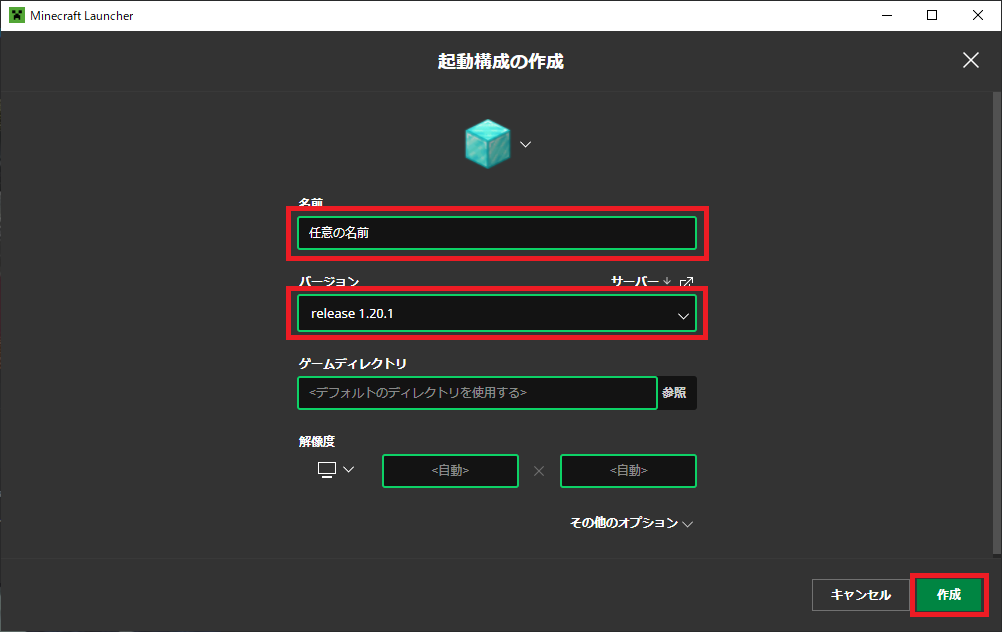 Minecraft Launcher
起動構成の作成
名前
任意の名前
バージョン サーバー
release 1.20.1
ゲームディレクトリ
<デフォルトのディレクトリを使用する> 参照
解像度
<自動> <自動>
その他のオプション
キャンセル 作成